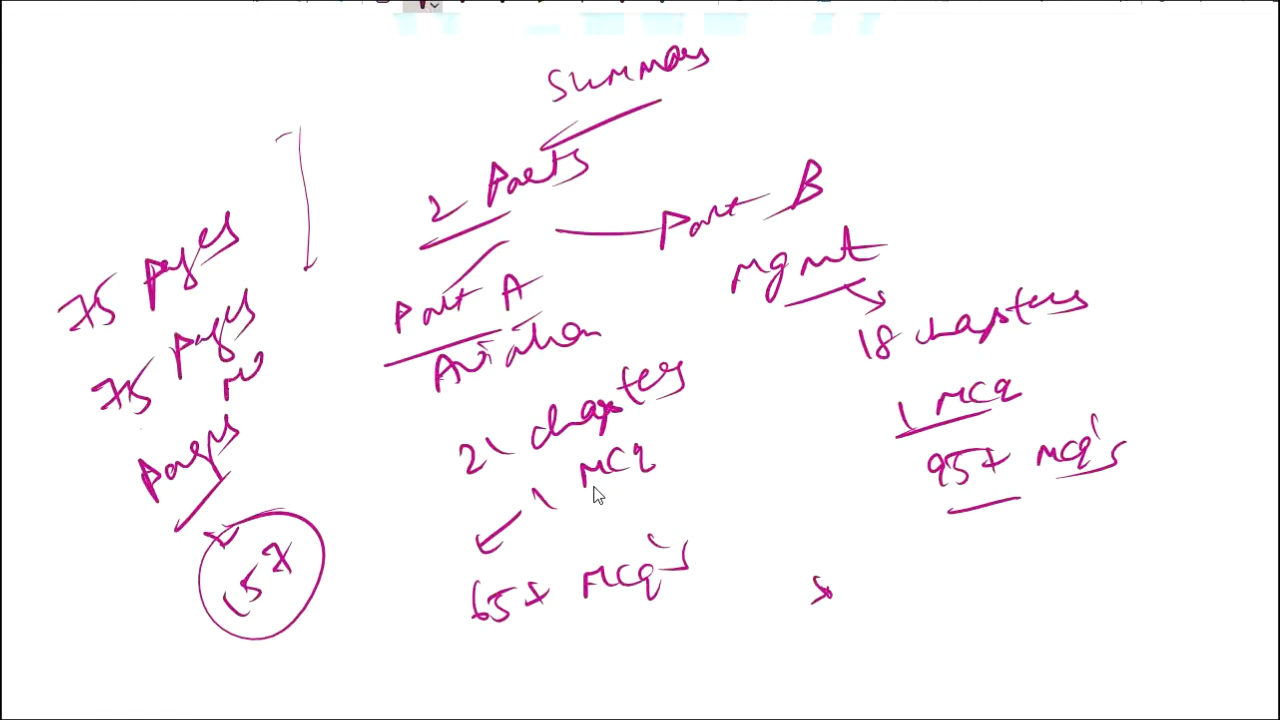 Summary
2 Parts
Part A
Aviation
21 chapters
1 MCQ
65+ MCQ's
Part B
Mgmt
18 chapters
1 MCQ
95+ MCQ's
75 pages
75 pages
pages
15+